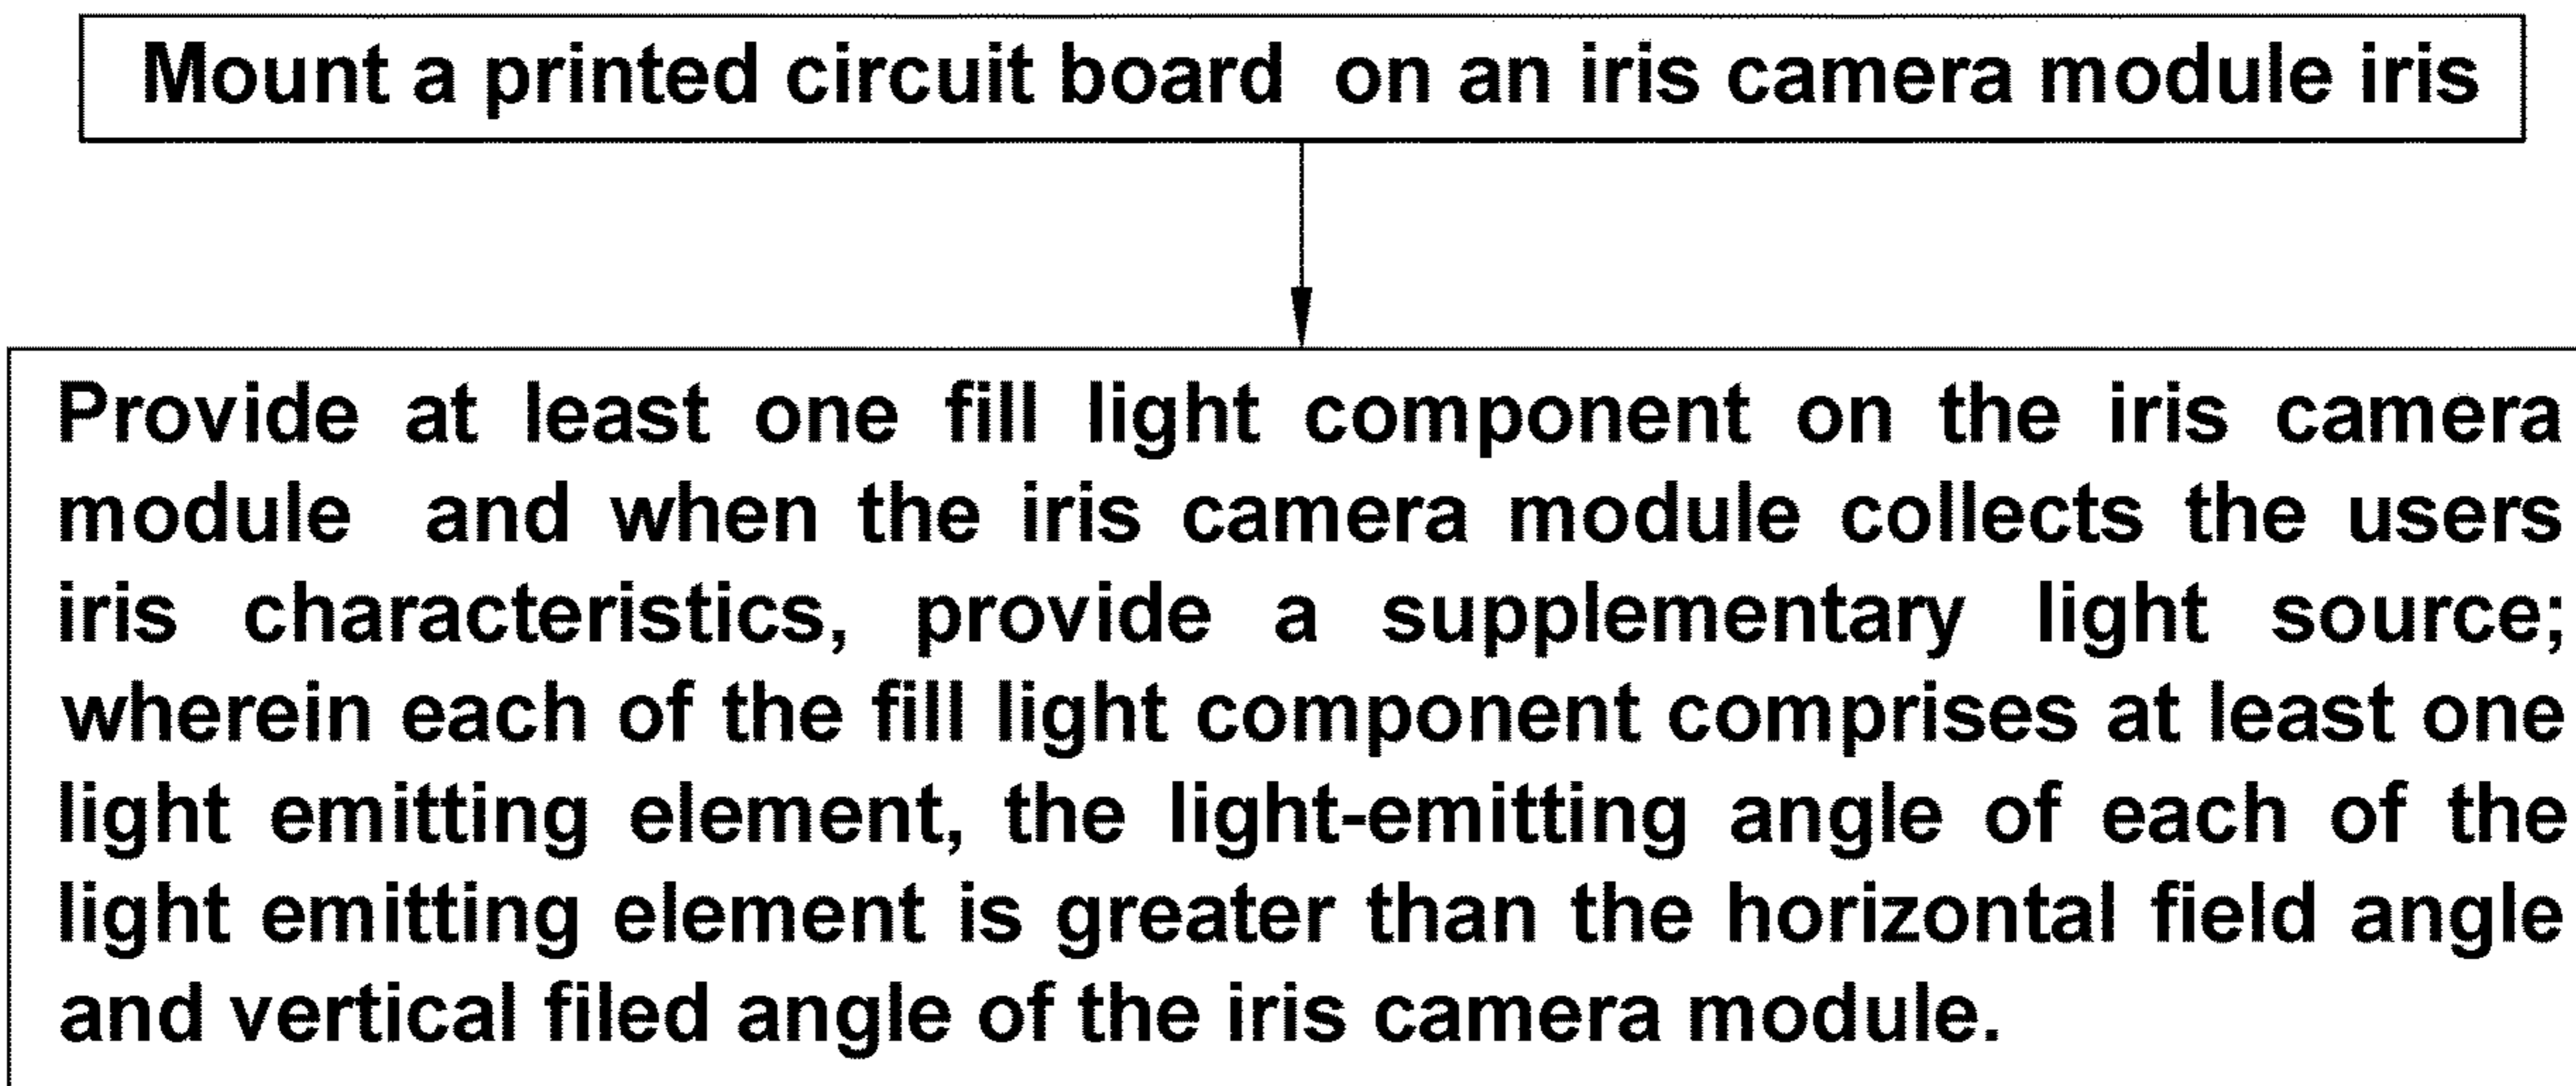 Mount a printed circuit board on an iris camera module iris
Provide at least one fill light component on the iris camera
module and when the iris camera module collects the users
iris characteristics, provide a supplementary light source;
wherein each of the fill light component comprises at least one
light emitting element, the light-emitting angle of each of the
light emitting element is greater than the horizontal field angle
and vertical filed angle of the iris camera module.